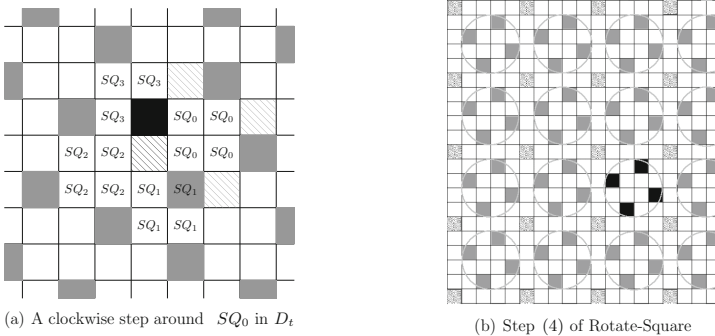 SQ3 SQ3
SQ3 SQ0 SQ0
SQ2 SQ2 SQ0 SQ0
SQ2 SQ2 SQ1 SQ1
SQ1 SQ1
(a) A clockwise step around SQ0 in Dt
(b) Step (4) of Rotate-Square